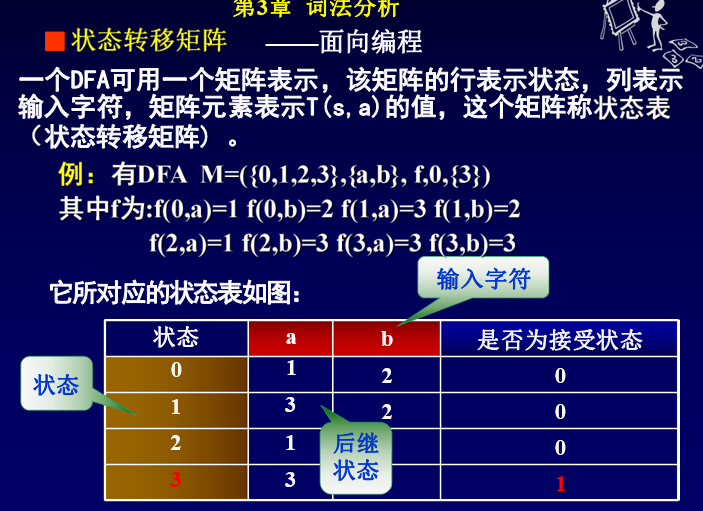 第3章 词法分析
状态转移矩阵 ——面向编程
一个DFA可用一个矩阵表示，该矩阵的行表示状态，列表示
输入字符，矩阵元素表示T(s,a)的值，这个矩阵称状态表
（状态转移矩阵）。
例：有DFA M=({0,1,2,3},{a,b}, f,0,{3})
其中f为:f(0,a)=1 f(0,b)=2 f(1,a)=3 f(1,b)=2
f(2,a)=1 f(2,b)=3 f(3,a)=3 f(3,b)=3
输入字符
它所对应的状态表如图：
状态 a b 是否为接受状态
0 1 2 0
状态
1 3 2 0
2 1 0
后继
状态
3 3 1